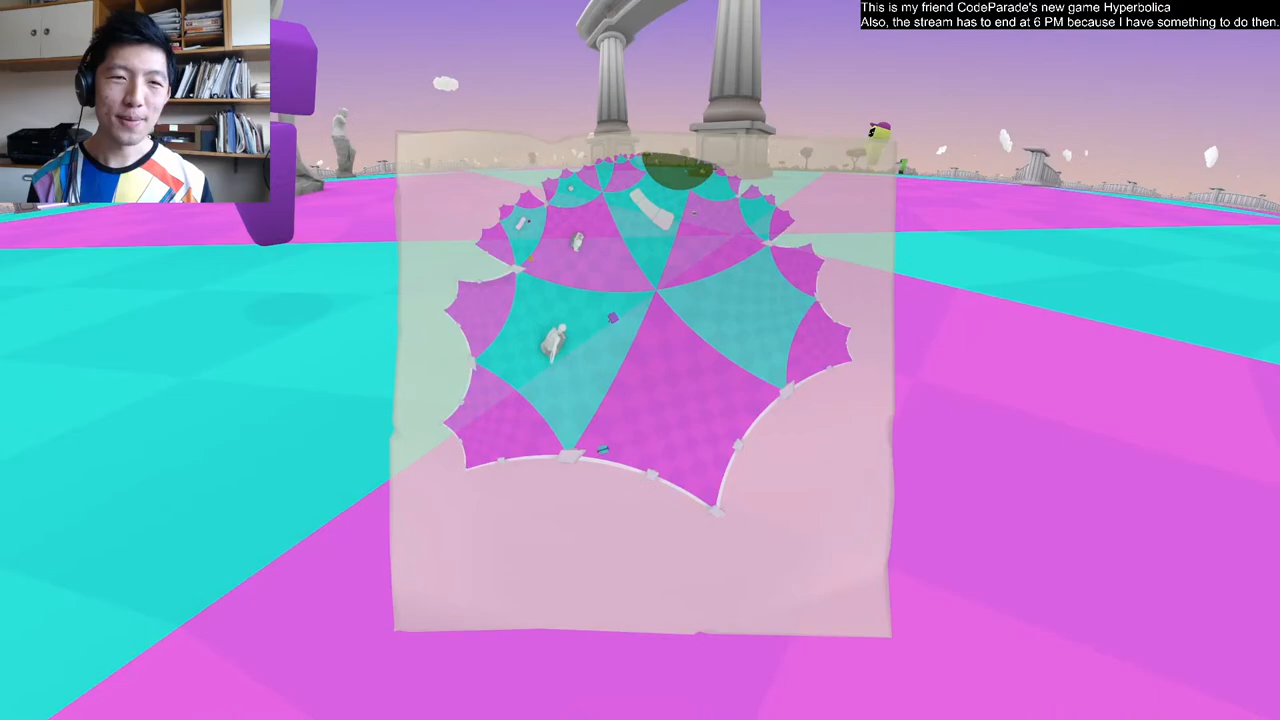 This is my friend CodeParade's new game Hyperbolica
Also, the stream has to end at 6 PM because I have something to do then.